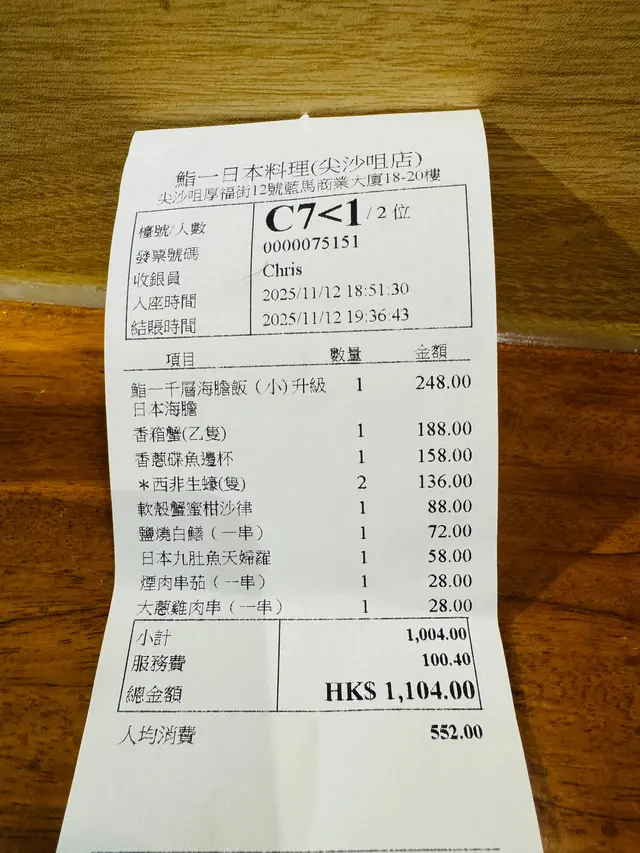 鮨一日本料理(尖沙咀店)
尖沙咀厚福街12號藍馬商業大廈18-20樓
檯號/人數 C7<1 / 2 位
發票號碼 0000075151
收銀員 Chris
入座時間 2025/11/12 18:51:30
結賬時間 2025/11/12 19:36:43
項目 數量 金額
鮨一千層海膽飯（小）升級 1 248.00
日本海膽
香箱蟹(乙隻) 1 188.00
香蔥碟魚邊杯 1 158.00
＊西非生蠔(隻) 2 136.00
軟殼蟹蜜柑沙律 1 88.00
鹽燒白鱔（一串） 1 72.00
日本九肚魚天婦羅 1 58.00
煙肉串茄（一串） 1 28.00
大蔥雞肉串（一串） 1 28.00
小計 1,004.00
服務費 100.40
總金額 HK$ 1,104.00
人均消費 552.00